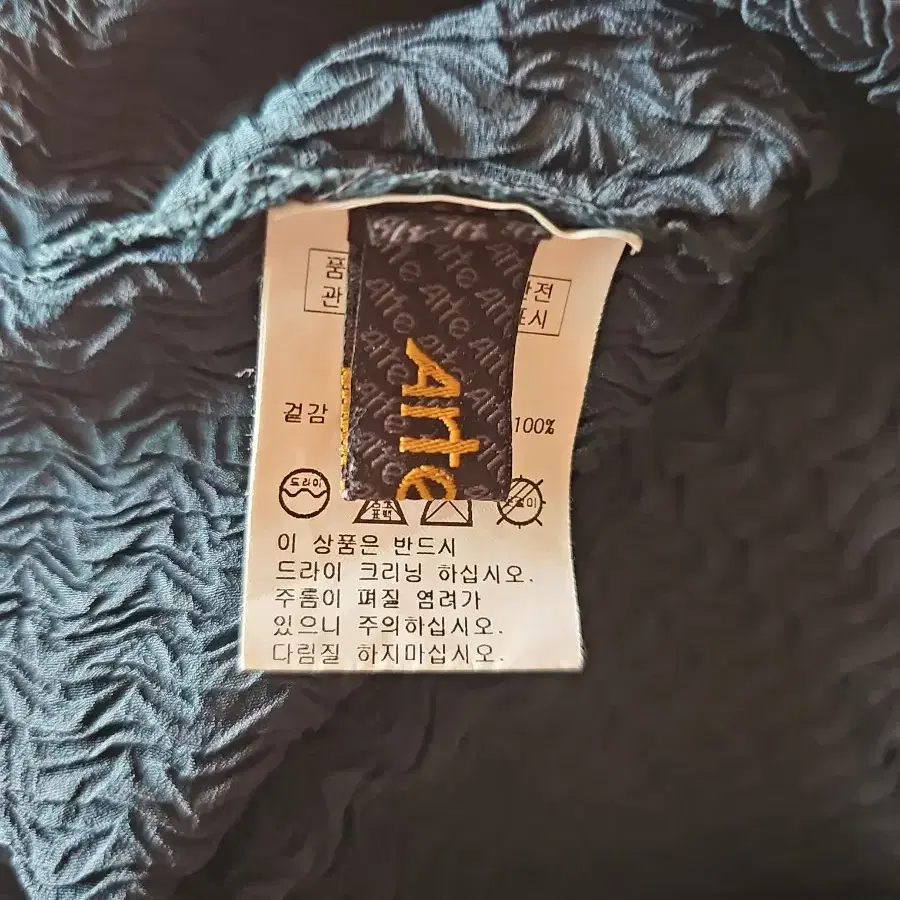 품 안전
관 표시
Arte
겉감 100%
드라이
이 상품은 반드시
드라이 크리닝 하십시오.
주름이 펴질 염려가
있으니 주의하십시오.
다림질 하지마십시오.